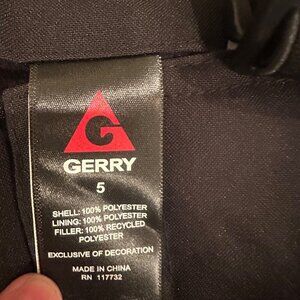 G
GERRY
5
SHELL: 100% POLYESTER
LINING: 100% POLYESTER
FILLER: 100% RECYCLED
POLYESTER
EXCLUSIVE OF DECORATION
MADE IN CHINA
RN 117732